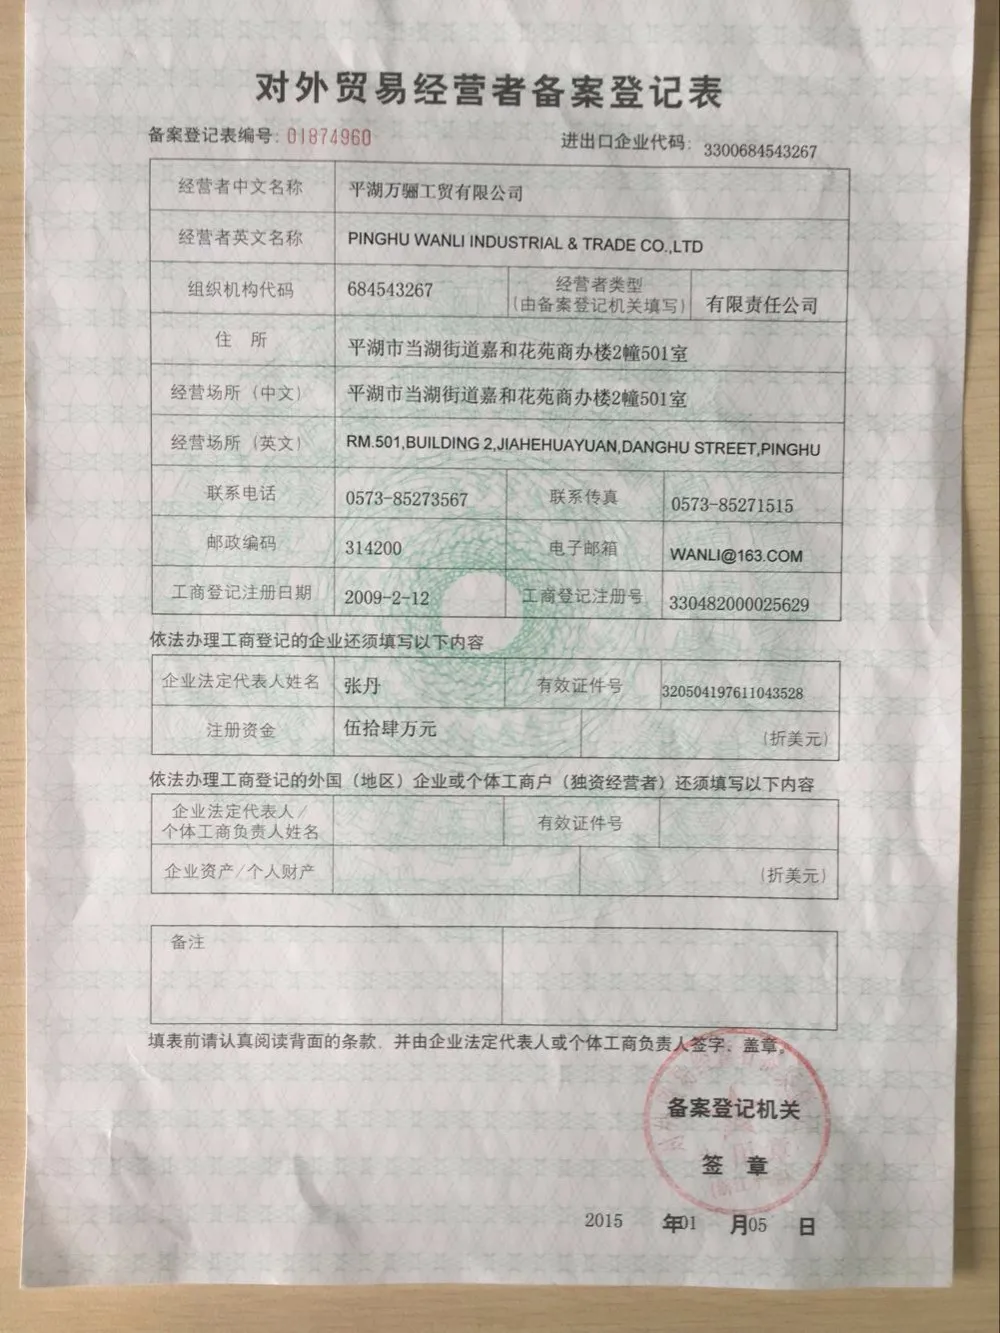 对外贸易经营者备案登记表
备案登记表编号: 01874960 进出口企业代码: 3300684543267
经营者中文名称 平湖万骊工贸有限公司
经营者英文名称 PINGHU WANLI INDUSTRIAL & TRADE CO.,LTD
组织机构代码 684543267 经营者类型
(由备案登记机关填写) 有限责任公司
住 所 平湖市当湖街道嘉和花苑商办楼2幢501室
经营场所（中文） 平湖市当湖街道嘉和花苑商办楼2幢501室
经营场所（英文） RM.501,BUILDING 2,JIAHEHUAYUAN,DANGHU STREET,PINGHU
联系电话 0573-85273567 联系传真 0573-85271515
邮政编码 314200 电子邮箱 WANLI@163.COM
工商登记注册日期 2009-2-12 工商登记注册号 330482000025629
依法办理工商登记的企业还须填写以下内容
企业法定代表人姓名 张丹 有效证件号 320504197611043528
注册资金 伍拾肆万元 (折美元)
依法办理工商登记的外国（地区）企业或个体工商户（独资经营者）还须填写以下内容
企业法定代表人/
个体工商负责人姓名 有效证件号
企业资产/个人财产 (折美元)
备注
填表前请认真阅读背面的条款，并由企业法定代表人或个体工商负责人签字、盖章。
备案登记机关
签 章
2015 年01 月05 日